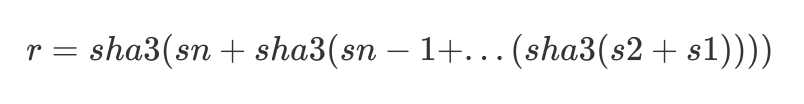 r = sha3(sn + sha3(sn − 1+…(sha3(s2 + s1))))